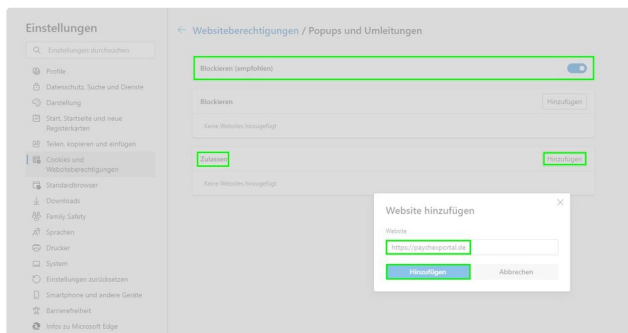 Einstellungen
Einstellungen durchsuchen
Profile
Datenschutz, Suche und Dienste
Darstellung
Start, Startseite und neue
Registerkarten
Teilen, kopieren und einfügen
Cookies und
Websiteberechtigungen
Standardbrowser
Downloads
Family Safety
Sprachen
Drucker
System
Einstellungen zurücksetzen
Smartphone und andere Geräte
Barrierefreiheit
Infos zu Microsoft Edge
Websiteberechtigungen / Popups und Umleitungen
Blockieren (empfohlen)
Blockieren
Hinzufügen
Keine Websites hinzugefügt
Zulassen
Hinzufügen
Keine Websites hinzugefügt
Website hinzufügen
Website
https://paychexportal.de
Hinzufügen
Abbrechen